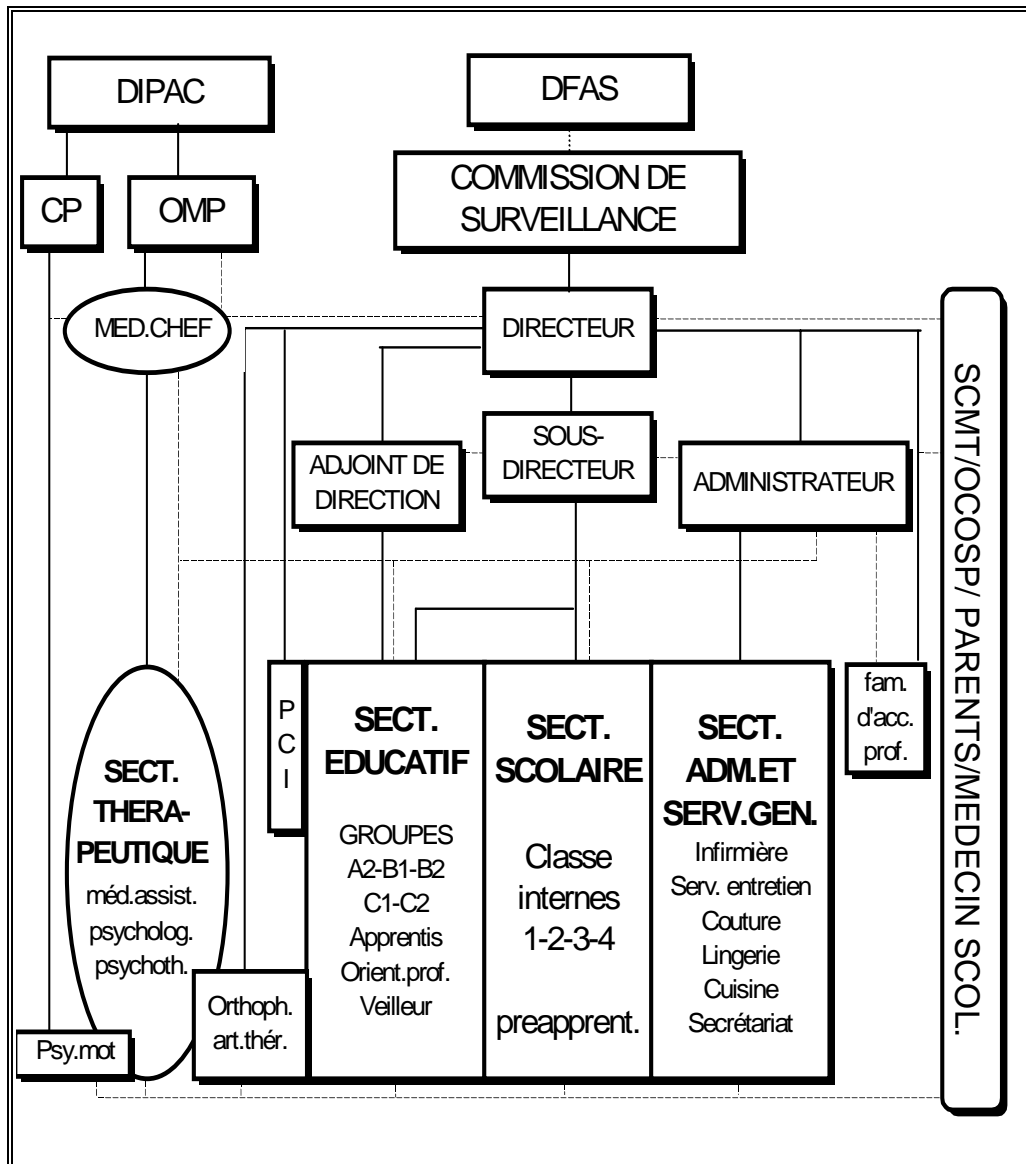 DIPAC
DFAS
CP
OMP
COMMISSION DE
SURVEILLANCE
MED.CHEF
DIRECTEUR
ADJOINT DE
DIRECTION
SOUS-
DIRECTEUR
ADMINISTRATEUR
SCMT/OCOSP/ PARENTS/MEDECIN SCOL.
SECT.
THERA-
PEUTIQUE
méd.assist.
psycholog.
psychoth.
Psy.mot
Orthoph.
art.thér.
P
C
I
SECT.
EDUCATIF
GROUPES
A2-B1-B2
C1-C2
Apprentis
Orient.prof.
Veilleur
SECT.
SCOLAIRE
Classe
internes
1-2-3-4
preapprent.
SECT.
ADM.ET
SERV.GEN.
Infirmière
Serv. entretien
Couture
Lingerie
Cuisine
Secrétariat
fam.
d'acc.
prof.